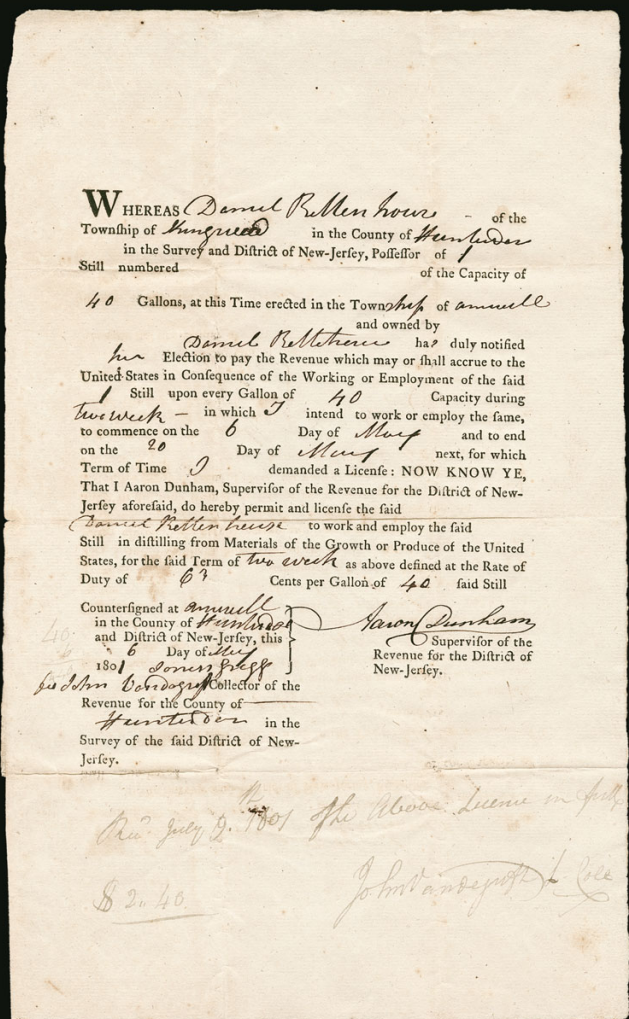 WHEREAS Daniel Rettenhouse - of the
Township of Kingwood in the County of Hunterdon
in the Survey and District of New-Jersey, Possessor of 1
Still numbered of the Capacity of
40 Gallons, at this Time erected in the Township of amwell
and owned by
Daniel has duly notified
his Election to pay the Revenue which may or shall accrue to the
United States in Consequence of the Working or Employment of the said
1 Still upon every Gallon of 40 Capacity during
two week - in which I intend to work or employ the same,
to commence on the 6 Day of May and to end
on the 20 Day of May next, for which
Term of Time I demanded a License: NOW KNOW YE,
That I Aaron Dunham, Supervisor of the Revenue for the District of New-
Jersey aforesaid, do hereby permit and license the said
Daniel Rettenhouse to work and employ the said
Still in distilling from Materials of the Growth or Produce of the United
States, for the said Term of two week as above defined at the Rate of
Duty of 6 Cents per Gallon of 40 said Still
Countersigned at amwell
in the County of Hunterdon
and District of New-Jersey, this
6 Day of May
1801
for John Vandegrift Collector of the
Revenue for the County of
Hunterdon in the
Survey of the said District of New-
Jersey.
Aaron Dunham
Supervisor of the
Revenue for the District of
New-Jersey.
Recd July 9th 1801 of the Above Licence in full
John Vandegrift Colle
$ 2.. 40